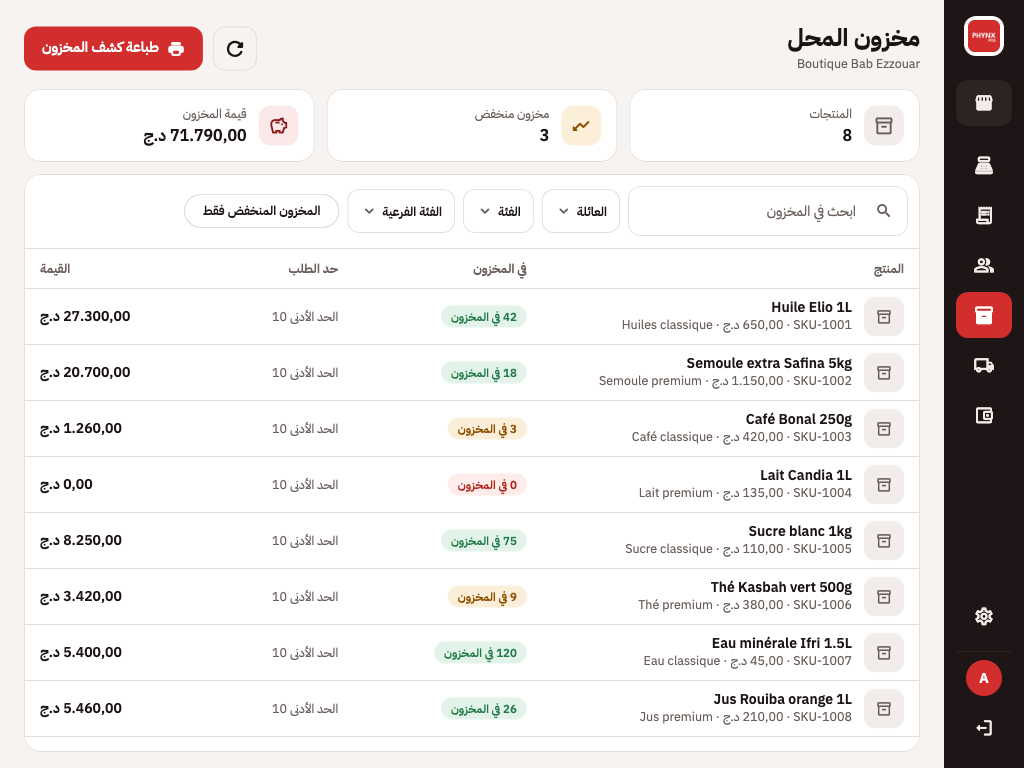 PHYNX
مخزون المحل
Boutique Bab Ezzouar
طباعة كشف المخزون
المنتجات
8
مخزون منخفض
3
قيمة المخزون
71.790,00 د.ج
ابحث في المخزون
العائلة
الفئة
الفئة الفرعية
المخزون المنخفض فقط
المنتج في المخزون حد الطلب القيمة
Huile Elio 1L
Huiles classique · 650,00 د.ج · SKU-1001
42 في المخزون
الحد الأدنى 10
27.300,00 د.ج
Semoule extra Safina 5kg
Semoule premium · 1.150,00 د.ج · SKU-1002
18 في المخزون
الحد الأدنى 10
20.700,00 د.ج
Café Bonal 250g
Café classique · 420,00 د.ج · SKU-1003
3 في المخزون
الحد الأدنى 10
1.260,00 د.ج
Lait Candia 1L
Lait premium · 135,00 د.ج · SKU-1004
0 في المخزون
الحد الأدنى 10
0,00 د.ج
Sucre blanc 1kg
Sucre classique · 110,00 د.ج · SKU-1005
75 في المخزون
الحد الأدنى 10
8.250,00 د.ج
Thé Kasbah vert 500g
Thé premium · 380,00 د.ج · SKU-1006
9 في المخزون
الحد الأدنى 10
3.420,00 د.ج
Eau minérale Ifri 1.5L
Eau classique · 45,00 د.ج · SKU-1007
120 في المخزون
الحد الأدنى 10
5.400,00 د.ج
Jus Rouiba orange 1L
Jus premium · 210,00 د.ج · SKU-1008
26 في المخزون
الحد الأدنى 10
5.460,00 د.ج
A